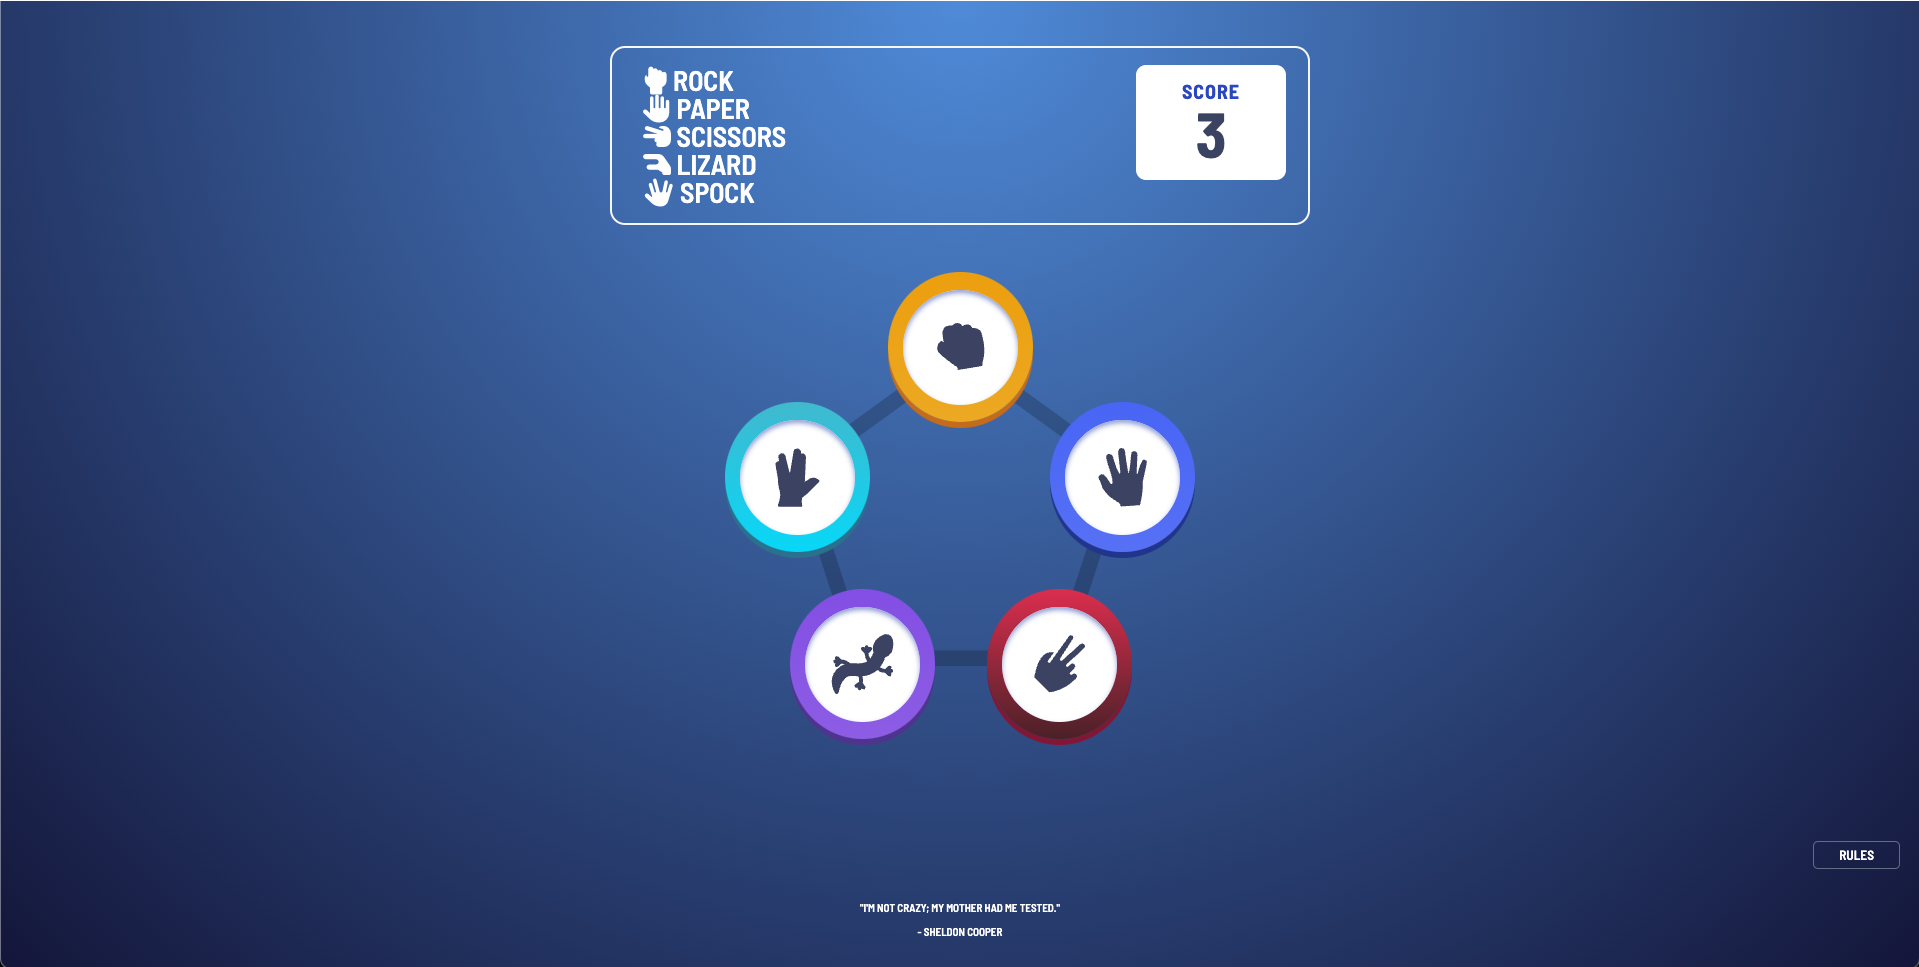 ROCK
PAPER
SCISSORS
LIZARD
SPOCK
SCORE
3
RULES
"I'M NOT CRAZY; MY MOTHER HAD ME TESTED."
- SHELDON COOPER